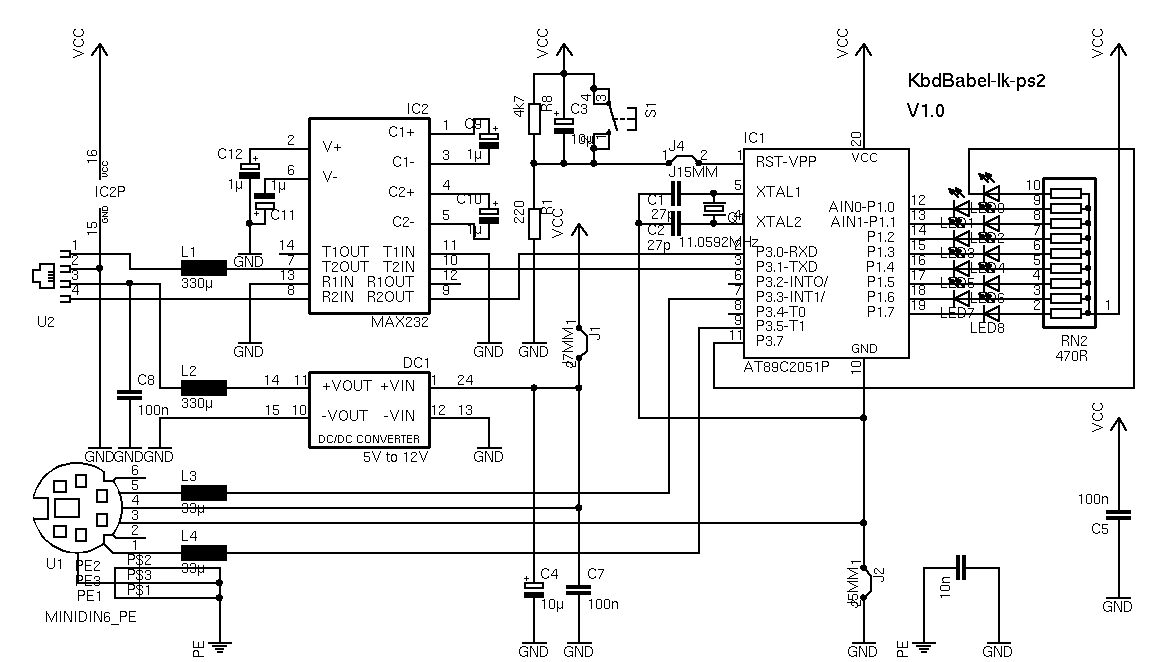 VCC
VCC
VCC
VCC
KbdBabel-lk-ps2
V1.0
IC2
C9
1µ
C12
1µ
1µ
C11
C10
1µ
2 V+ C1+ 1
6 V- C1- 3
C2+ 4
C2- 5
14 T1OUT T1IN 11
7 T2OUT T2IN 10
13 R1IN R1OUT 12
8 R2IN R2OUT 9
MAX232
16 VCC
IC2P
15 GND
4k7
R8
C3
10µ
4 3
S1
220
R1
VCC
1 J4 2
J15MM
C1
27p
C2
27p
11.0592MHz
IC1
20
VCC
1 RST-VPP
5 XTAL1
4 XTAL2
2 P3.0-RXD
3 P3.1-TXD
6 P3.2-INTO/
7 P3.3-INT1/
8 P3.4-T0
9 P3.5-T1
11 P3.7
AIN0-P1.0 12
AIN1-P1.1 13
P1.2 14
P1.3 15
P1.4 16
P1.5 17
P1.6 18
P1.7 19
GND
10
AT89C2051P
LED7
LED8
10
9
8
7
6
5
4
3
2
1
RN2
470R
1
2
3
4
U2
L1
330µ
GND
GND
GND
GND
J7MM
1
J1
L2
330µ
C8
100n
DC1
14 11 +VOUT +VIN 1 24
15 10 -VOUT -VIN 12 13
DC/DC CONVERTER
5V to 12V
GND
GND
GND
GND
VCC
100n
C5
GND
6
5
4
3
2
1
U1
L3
33µ
L4
33µ
PE2
PE3
PE1
PS2
PS3
PS1
MINIDIN6_PE
PE
C4
10µ
GND
C7
100n
GND
J5MM
1
J2
GND
10n
PE
GND